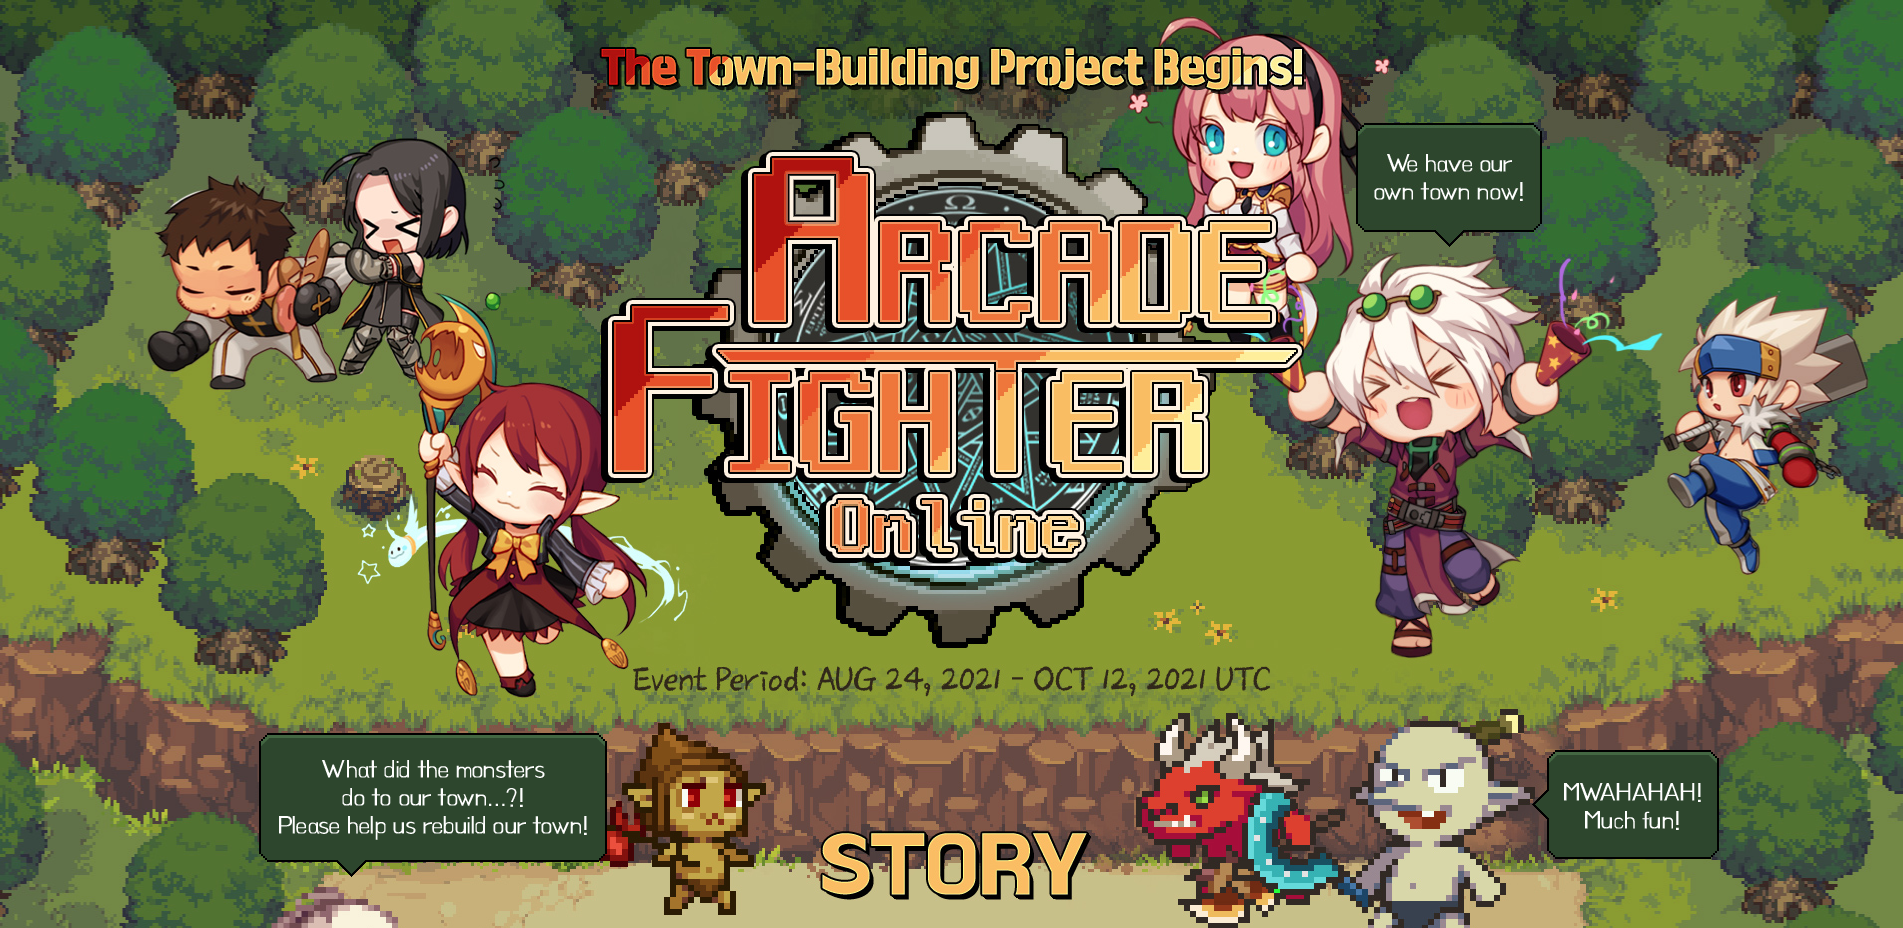 The Town-Building Project Begins!
We have our
own town now!
ARCADE
FIGHTER
Online
Event Period: AUG 24, 2021 - OCT 12, 2021 UTC
What did the monsters
do to our town...?!
Please help us rebuild our town!
MWAHAHAH!
Much fun!
STORY